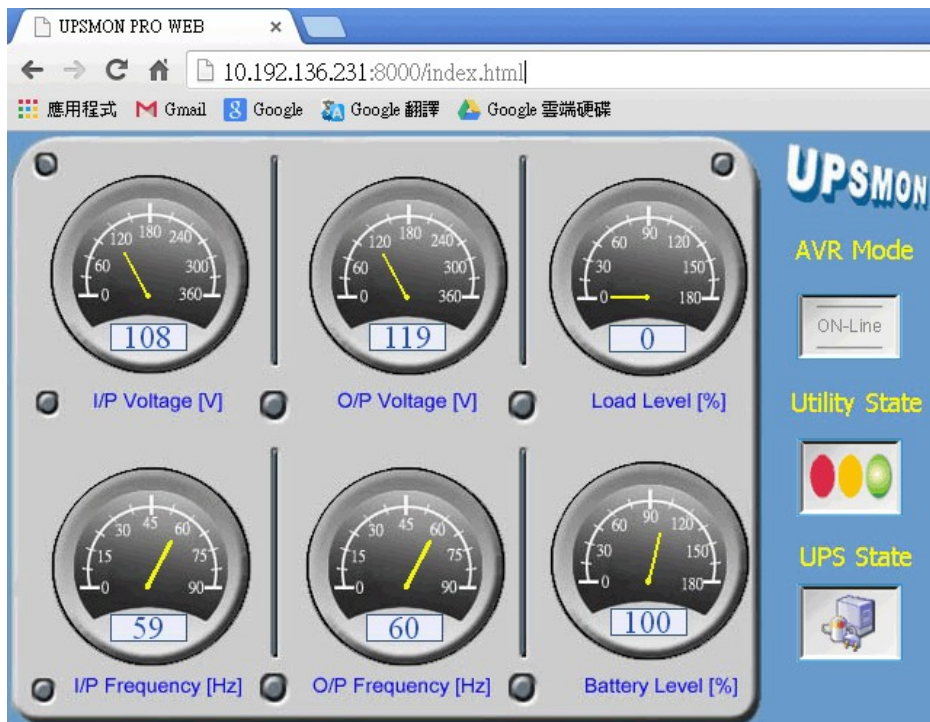 UPSMON PRO WEB ×
10.192.136.231:8000/index.html
應用程式 Gmail Google Google 翻譯 Google 雲端硬碟
UPSMON
AVR Mode
ON-Line
Utility State
UPS State
0 60 120 180 240 300 360
108
I/P Voltage [V]
0 60 120 180 240 300 360
119
O/P Voltage [V]
0 30 60 90 120 150 180
0
Load Level [%]
0 15 30 45 60 75 90
59
I/P Frequency [Hz]
0 15 30 45 60 75 90
60
O/P Frequency [Hz]
0 30 60 90 120 150 180
100
Battery Level [%]